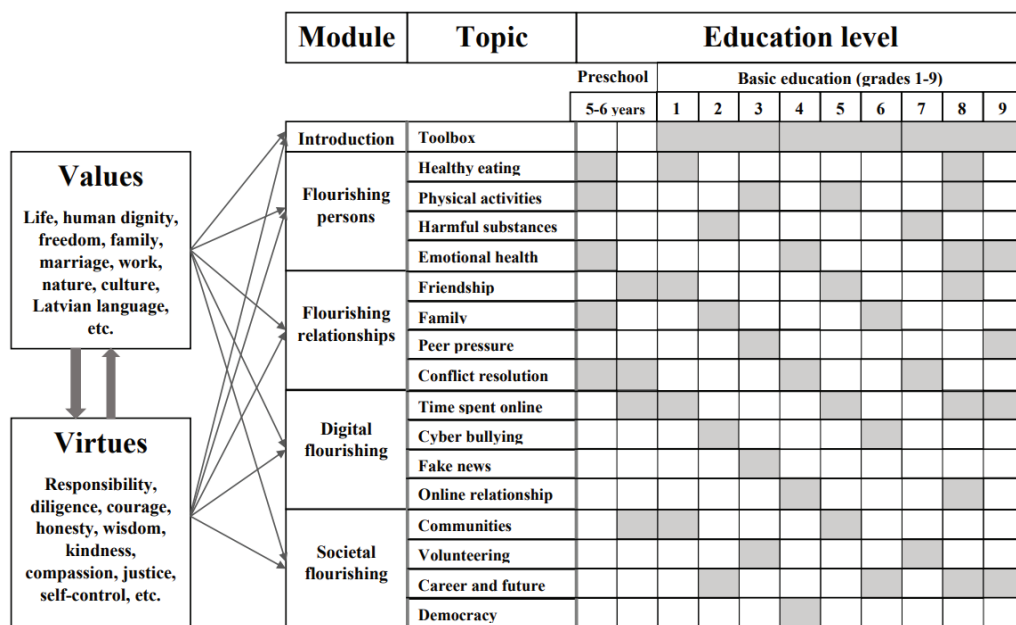 Module Topic Education level
Preschool Basic education (grades 1-9)
5-6 years 1 2 3 4 5 6 7 8 9
Introduction Toolbox
Values
Life, human dignity,
freedom, family,
marriage, work,
nature, culture,
Latvian language,
etc.
Virtues
Responsibility,
diligence, courage,
honesty, wisdom,
kindness,
compassion, justice,
self-control, etc.
Flourishing
persons
Healthy eating
Physical activities
Harmful substances
Emotional health
Flourishing
relationships
Friendship
Family
Peer pressure
Conflict resolution
Digital
flourishing
Time spent online
Cyber bullying
Fake news
Online relationship
Societal
flourishing
Communities
Volunteering
Career and future
Democracy